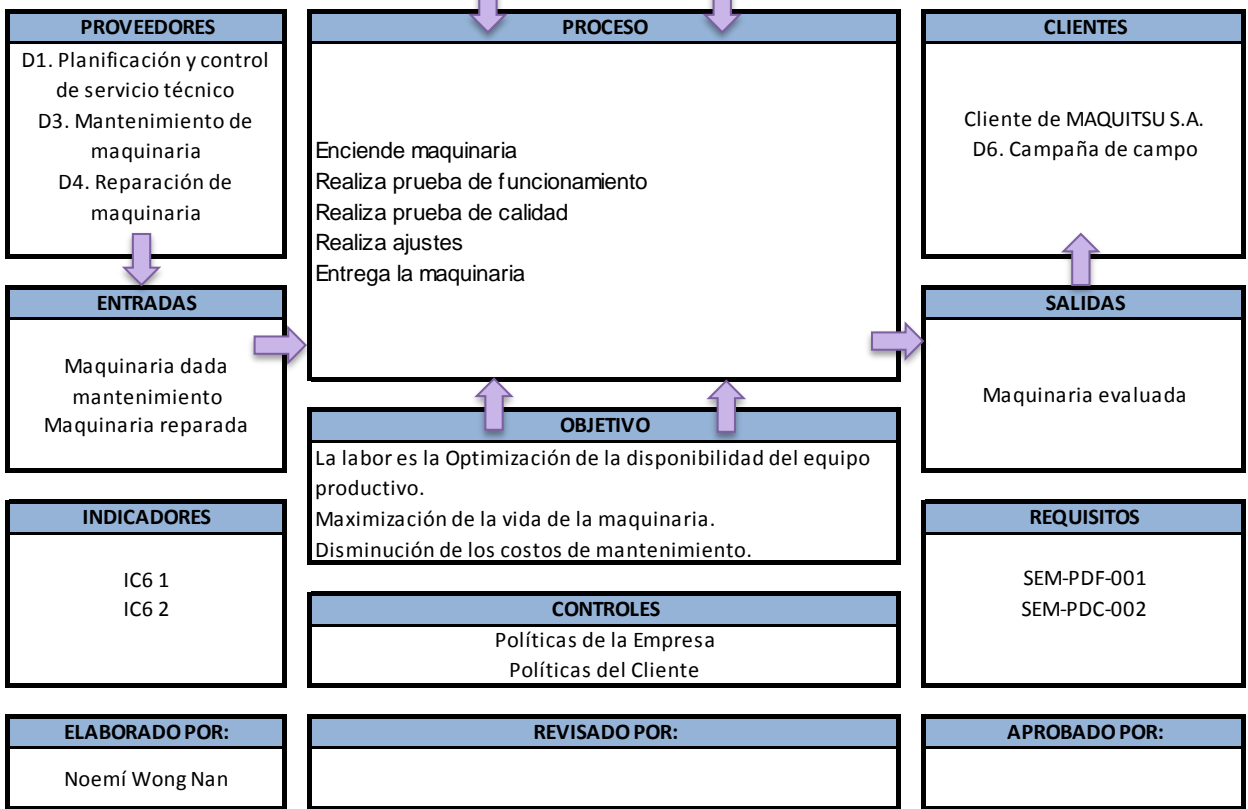 PROVEEDORES
D1. Planificación y control
de servicio técnico
D3. Mantenimiento de
maquinaria
D4. Reparación de
maquinaria
PROCESO
Enciende maquinaria
Realiza prueba de funcionamiento
Realiza prueba de calidad
Realiza ajustes
Entrega la maquinaria
CLIENTES
Cliente de MAQUITSU S.A.
D6. Campaña de campo
ENTRADAS
Maquinaria dada
mantenimiento
Maquinaria reparada
SALIDAS
Maquinaria evaluada
OBJETIVO
La labor es la Optimización de la disponibilidad del equipo
productivo.
Maximización de la vida de la maquinaria.
Disminución de los costos de mantenimiento.
INDICADORES
IC6 1
IC6 2
REQUISITOS
SEM-PDF-001
SEM-PDC-002
CONTROLES
Políticas de la Empresa
Políticas del Cliente
ELABORADO POR:
Noemí Wong Nan
REVISADO POR:
APROBADO POR: